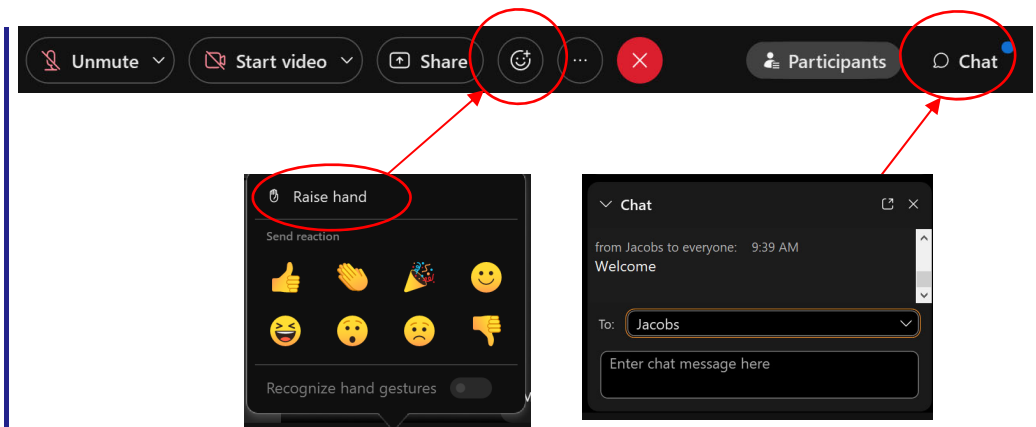 Unmute Start video Share ... Participants Chat
Raise hand
Send reaction
Recognize hand gestures
Chat
from Jacobs to everyone: 9:39 AM
Welcome
To: Jacobs
Enter chat message here